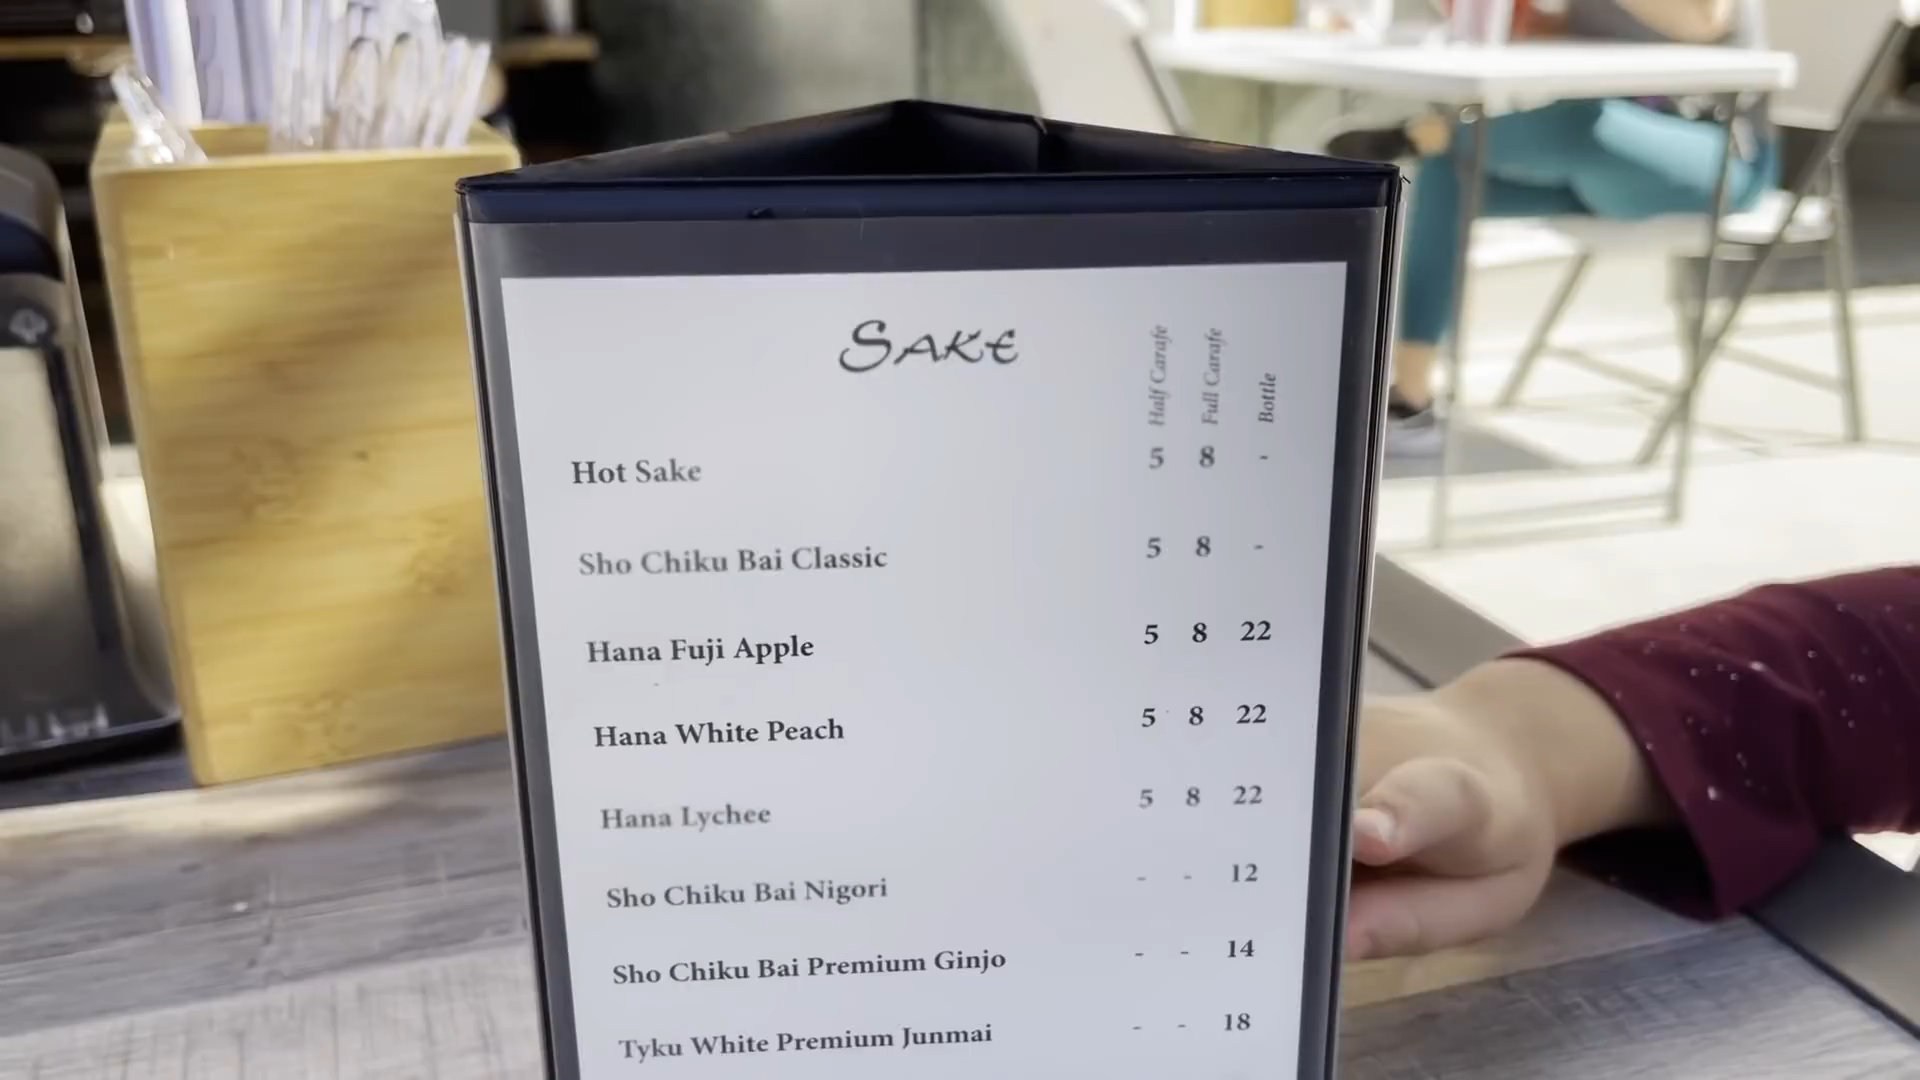 SAKE
Half Carafe Full Carafe Bottle
Hot Sake 5 8 -
Sho Chiku Bai Classic 5 8 -
Hana Fuji Apple 5 8 22
Hana White Peach 5 8 22
Hana Lychee 5 8 22
Sho Chiku Bai Nigori - - 12
Sho Chiku Bai Premium Ginjo - - 14
Tyku White Premium Junmai - - 18